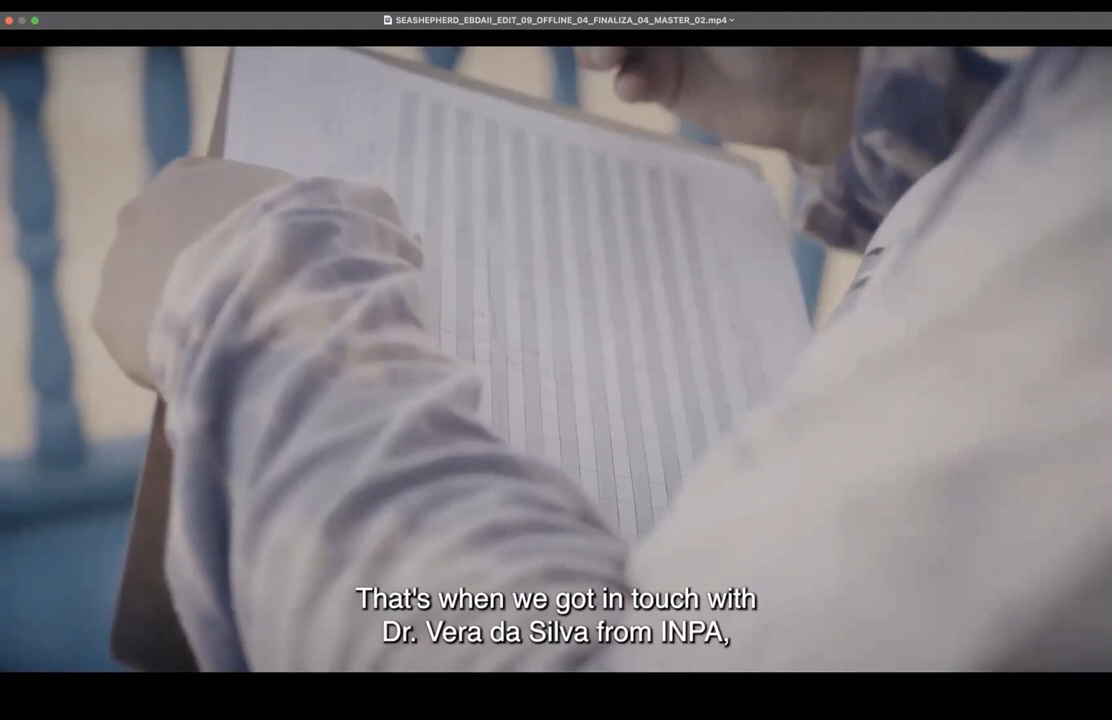 SEASHEPHERD_EBDAII_EDIT_09_OFFLINE_04_FINALIZA_04_MASTER_02.mp4
That's when we got in touch with
Dr. Vera da Silva from INPA,